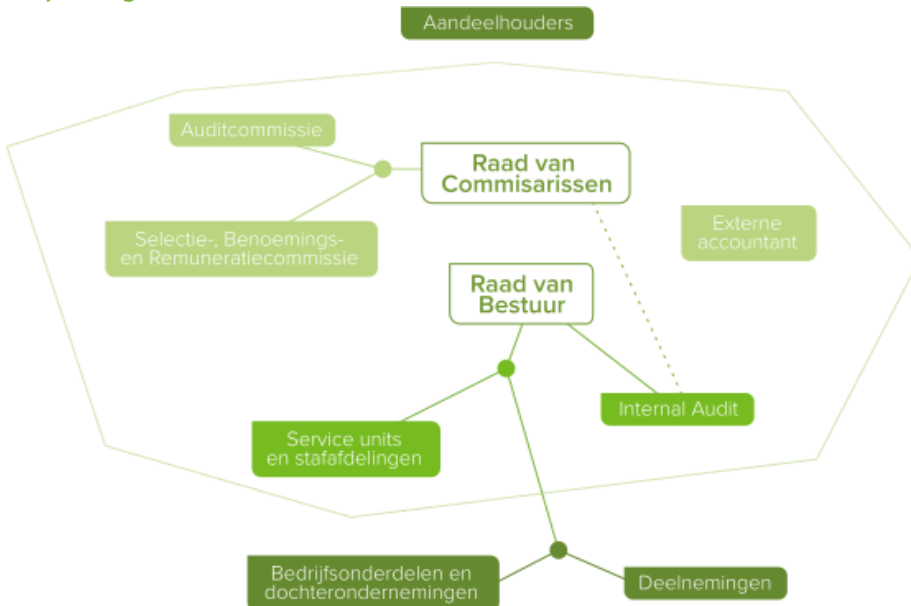 Aandeelhouders
Auditcommissie
Raad van
Commisarissen
Selectie-, Benoemings-
en Remuneratiecommissie
Externe
accountant
Raad van
Bestuur
Internal Audit
Service units
en stafafdelingen
Bedrijfsonderdelen en
dochterondernemingen
Deelnemingen